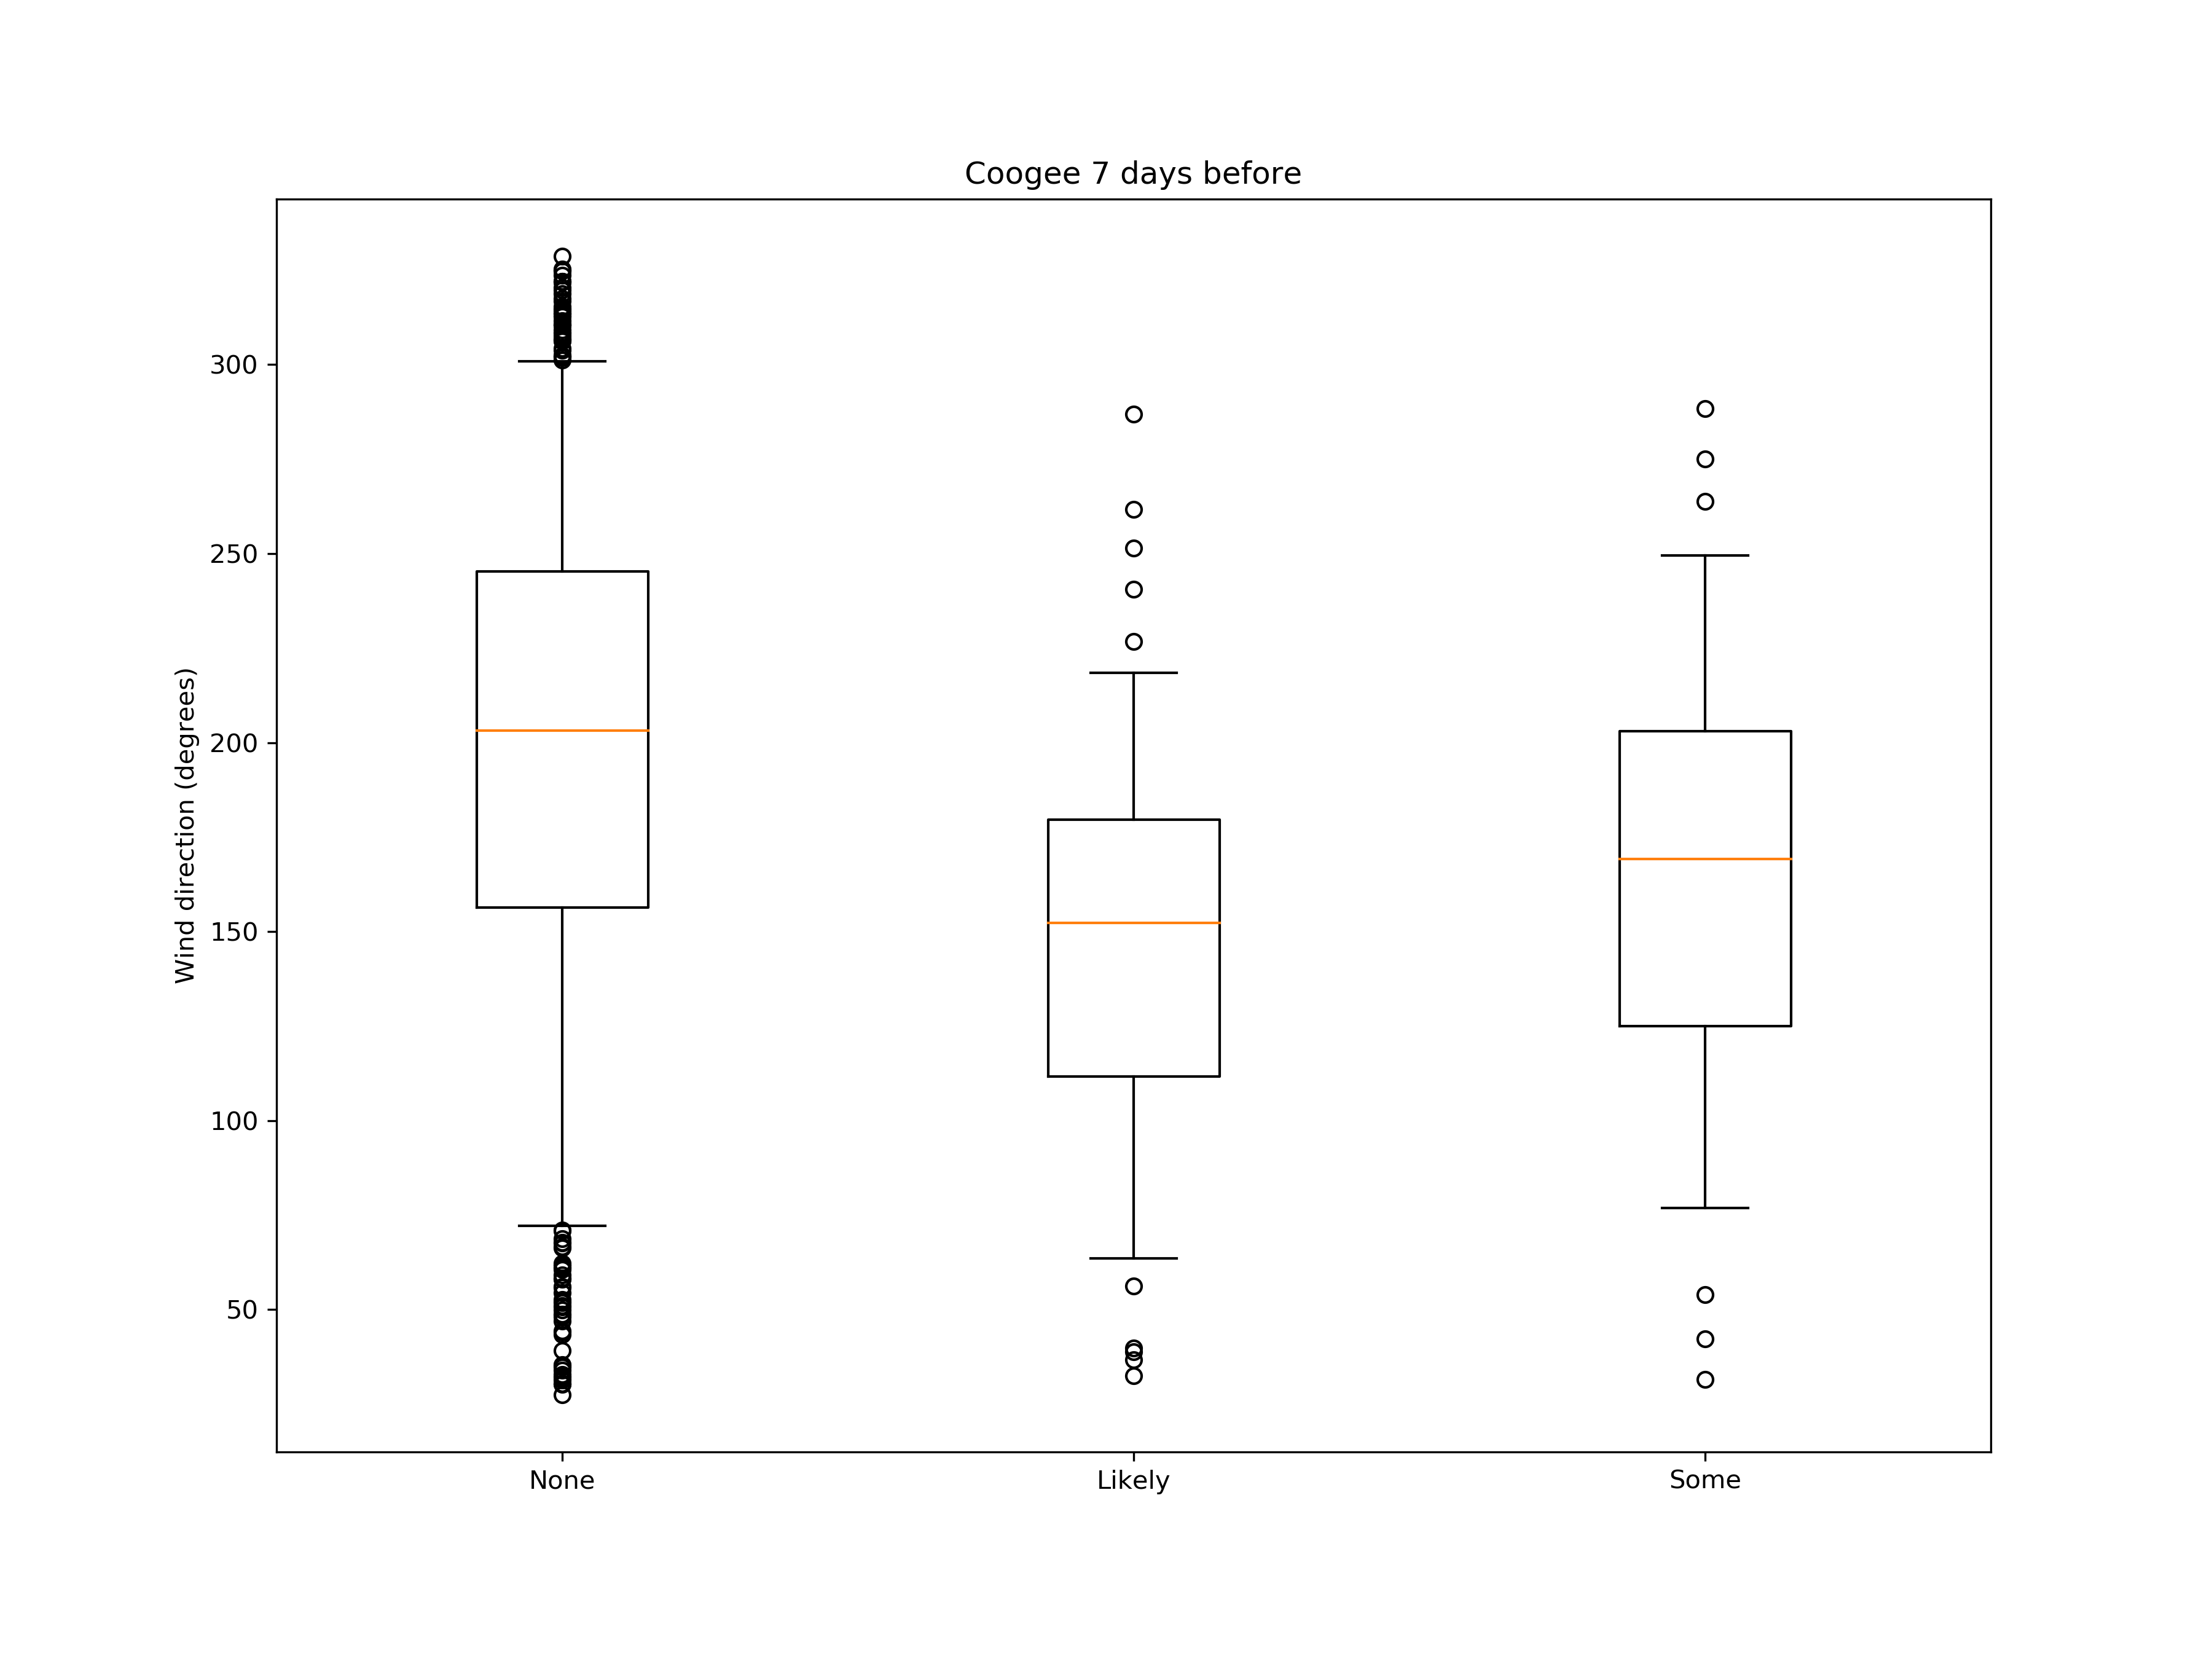 Coogee 7 days before
Wind direction (degrees)
300
250
200
150
100
50
None
Likely
Some